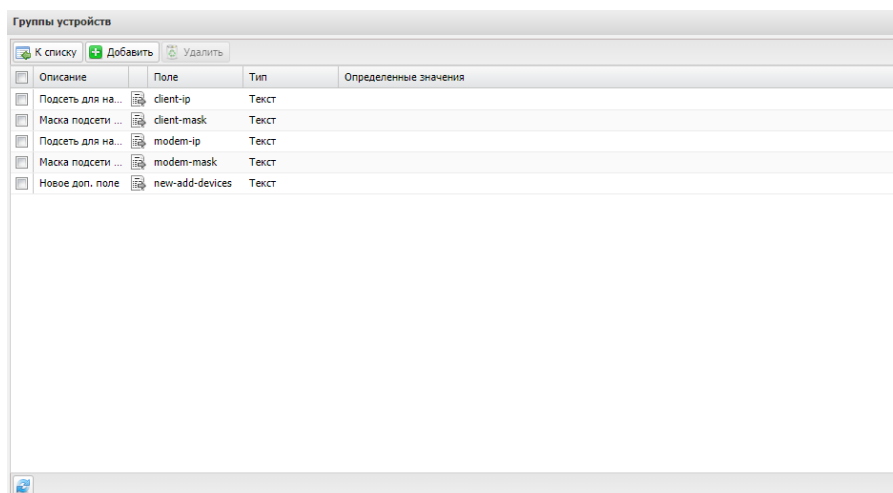 Группы устройств
К списку Добавить Удалить
Описание Поле Тип Определенные значения
Подсеть для на... client-ip Текст
Маска подсети ... client-mask Текст
Подсеть для на... modem-ip Текст
Маска подсети ... modem-mask Текст
Новое доп. поле new-add-devices Текст